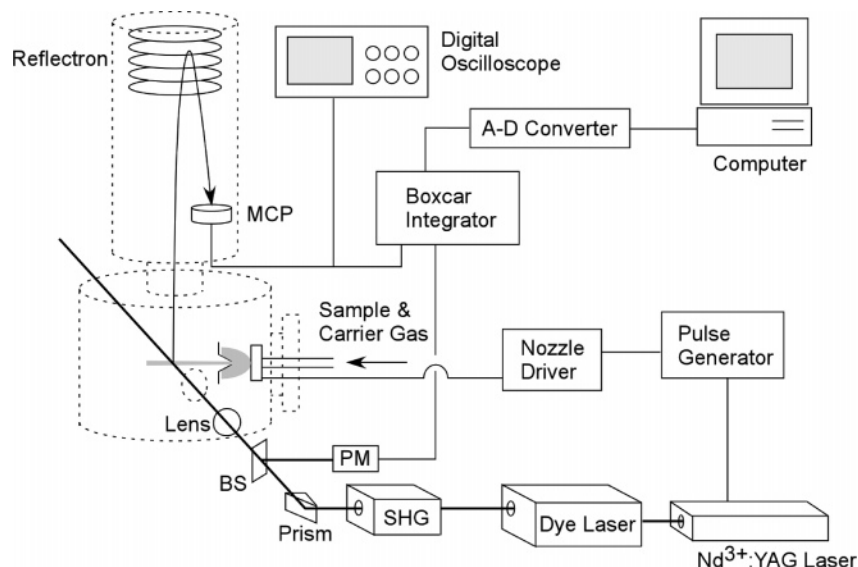 Reflectron
Digital
Oscilloscope
A-D Converter
Computer
MCP
Boxcar
Integrator
Sample &
Carrier Gas
Nozzle
Driver
Pulse
Generator
Lens
BS
PM
Prism
SHG
Dye Laser
Nd3+:YAG Laser